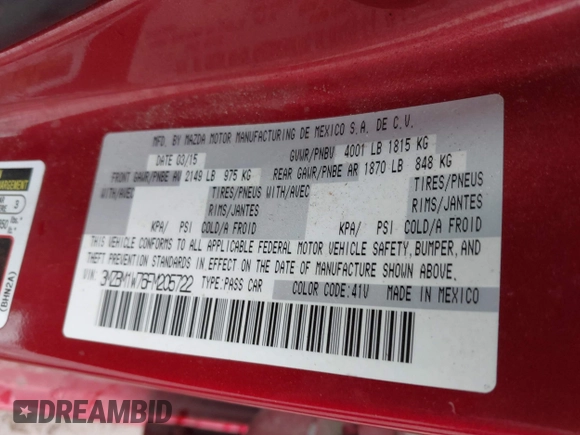 MFD. BY MAZDA MOTOR MANUFACTURING DE MEXICO S.A. DE C.V.
DATE 03/15 GVWR/PNBV 4001 LB 1815 KG
FRONT GAWR/PNBE AV 2149 LB 975 KG REAR GAWR/PNBE AR 1870 LB 848 KG
WITH/AVEC TIRES/PNEUS WITH/AVEC TIRES/PNEUS
RIMS/JANTES RIMS/JANTES
KPA/ PSI COLD/A FROID KPA/ PSI COLD/A FROID
THIS VEHICLE CONFORMS TO ALL APPLICABLE FEDERAL MOTOR VEHICLE SAFETY, BUMPER, AND
THEFT PREVENTION STANDARDS IN EFFECT ON THE DATE OF MANUFACTURE SHOWN ABOVE.
VIN: 3MZBM1W75FM205722 TYPE:PASS CAR COLOR CODE:41V MADE IN MEXICO
(BHN2A)
DREAMBID